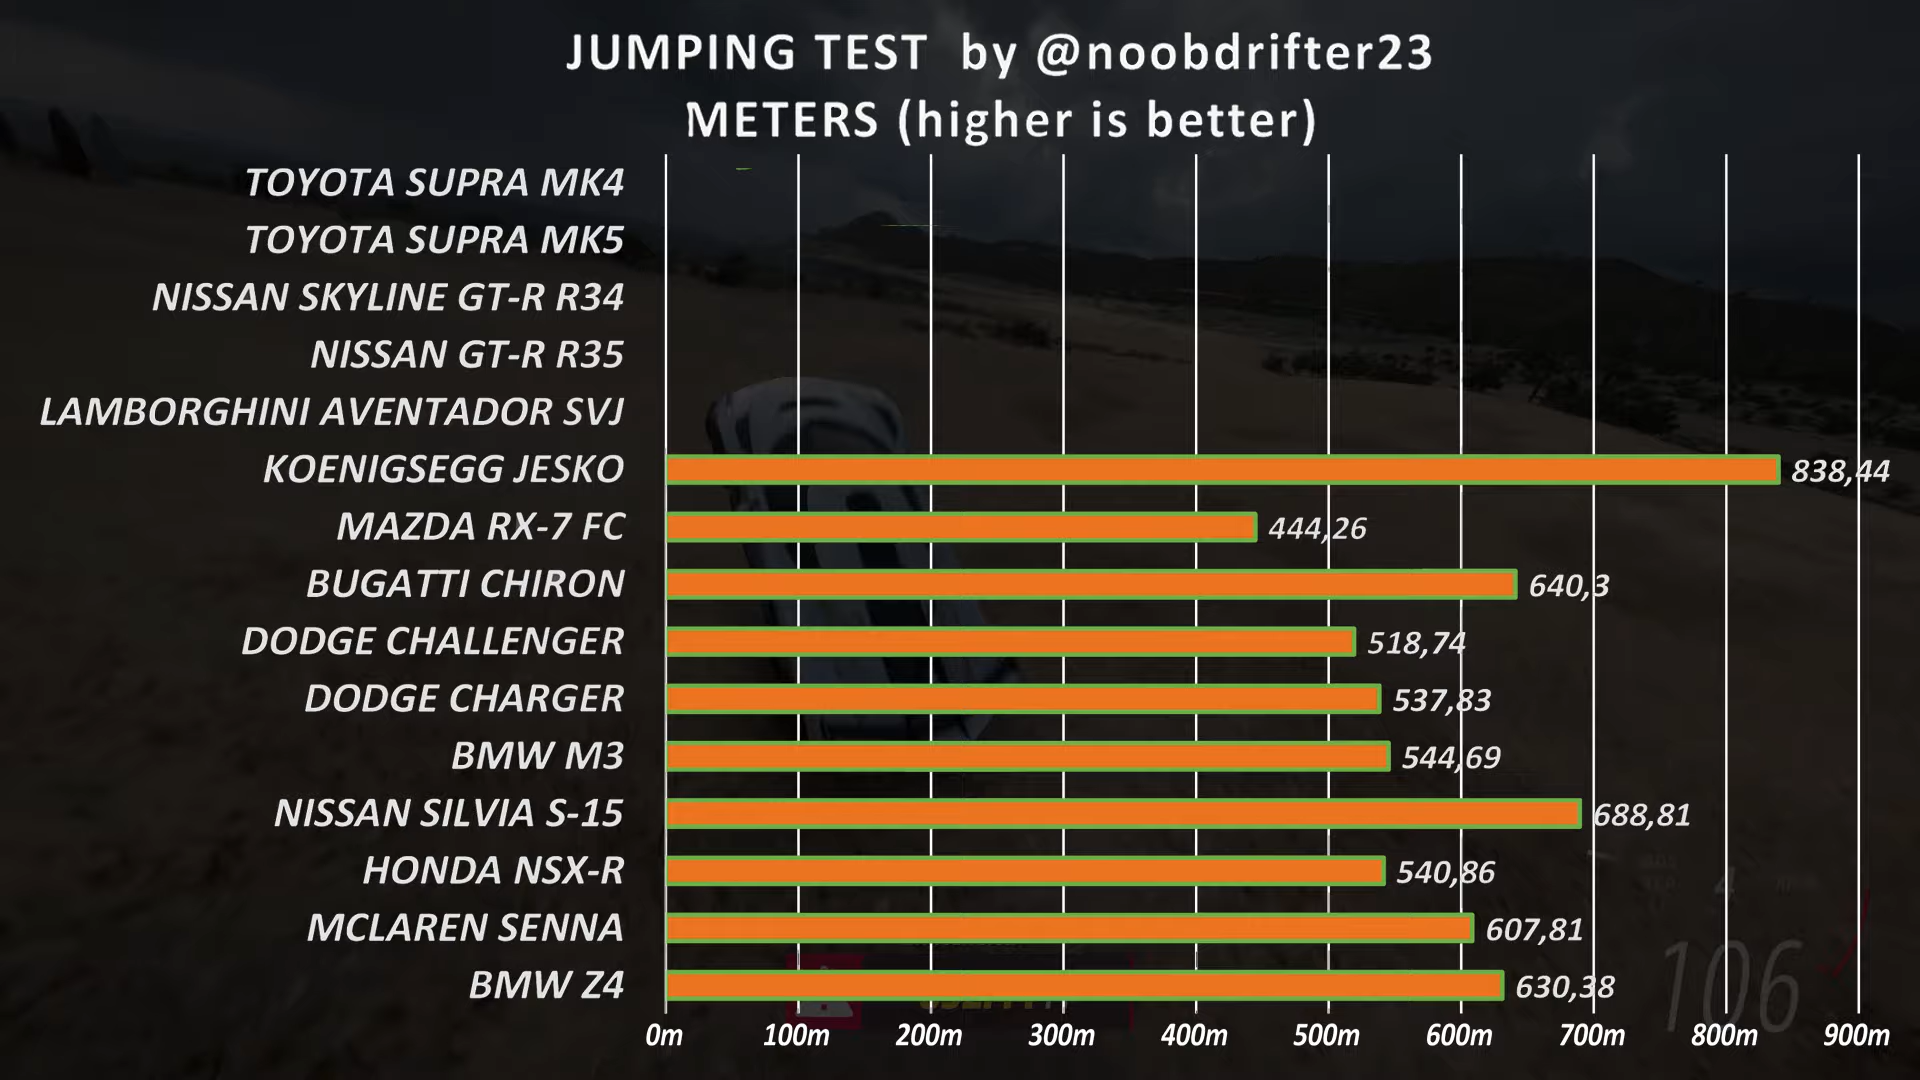 JUMPING TEST by @noobdrifter23
METERS (higher is better)
TOYOTA SUPRA MK4
TOYOTA SUPRA MK5
NISSAN SKYLINE GT-R R34
NISSAN GT-R R35
LAMBORGHINI AVENTADOR SVJ
KOENIGSEGG JESKO 838,44
MAZDA RX-7 FC 444,26
BUGATTI CHIRON 640,3
DODGE CHALLENGER 518,74
DODGE CHARGER 537,83
BMW M3 544,69
NISSAN SILVIA S-15 688,81
HONDA NSX-R 540,86
4
MCLAREN SENNA 607,81
BMW Z4 630,38
106
0m 100m 200m 300m 400m 500m 600m 700m 800m 900m